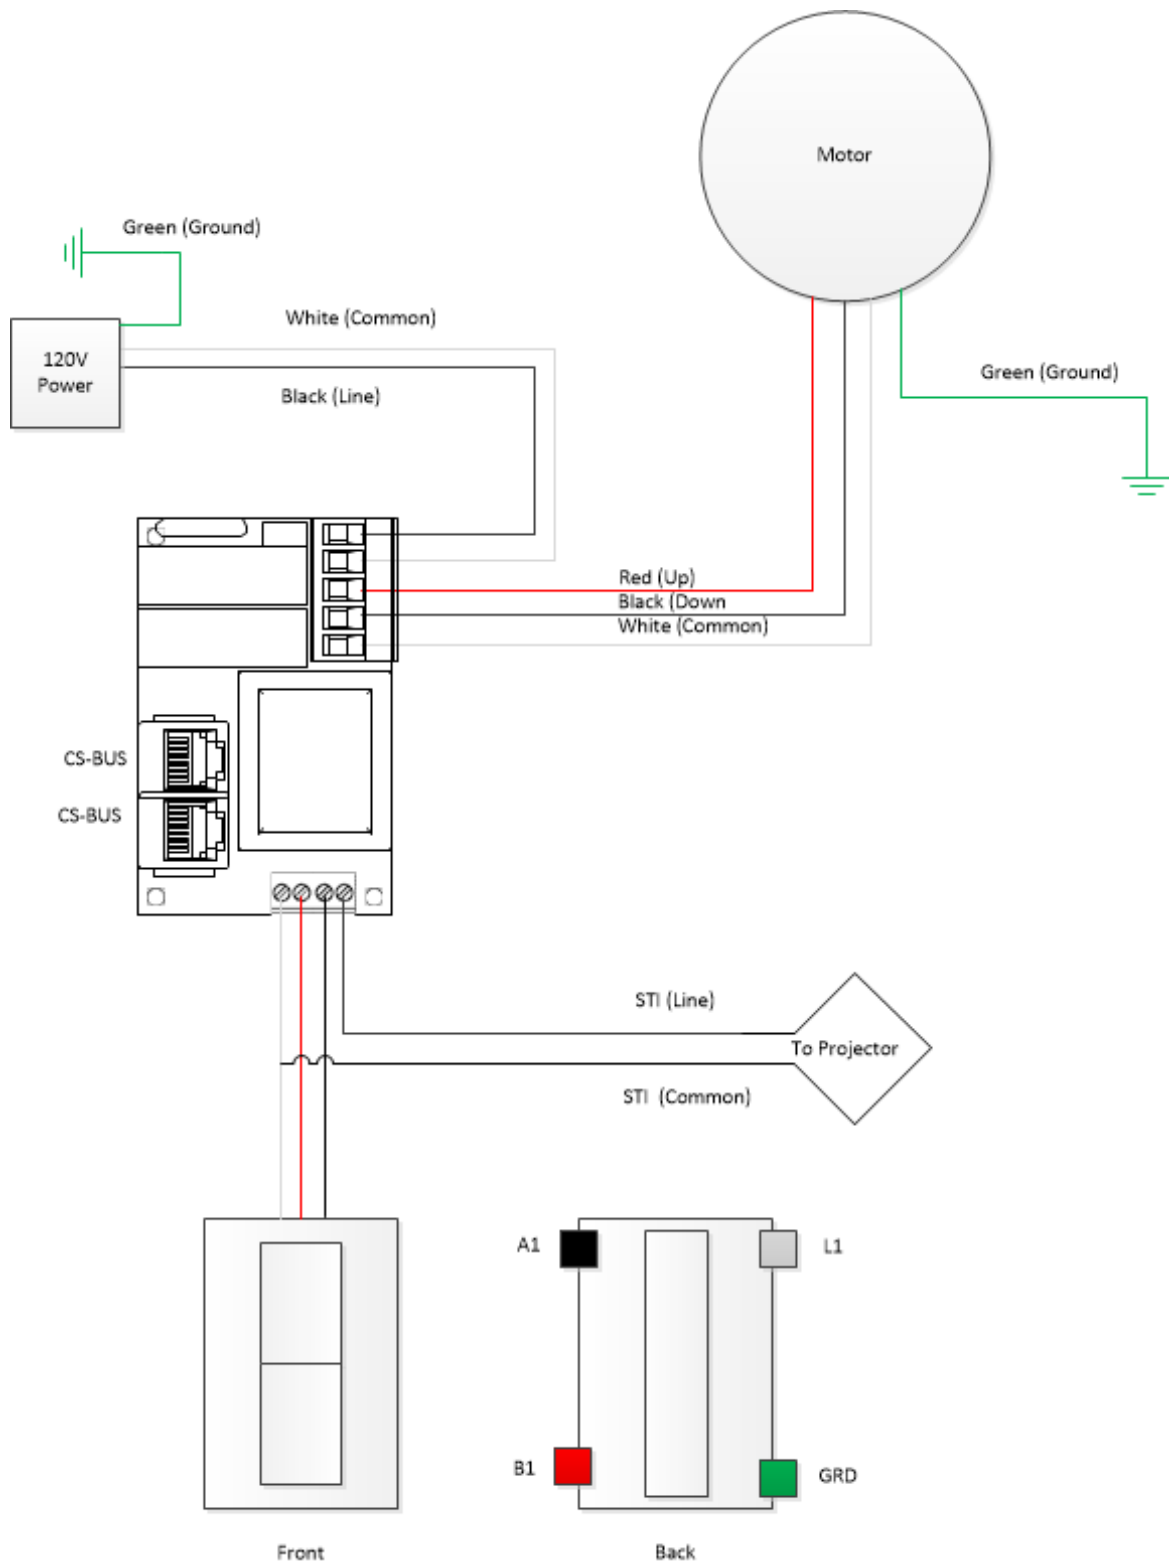 Motor
Green (Ground)
White (Common)
120V
Power
Black (Line)
Green (Ground)
Red (Up)
Black (Down
White (Common)
CS-BUS
CS-BUS
STI (Line)
To Projector
STI (Common)
A1
L1
B1
GRD
Front
Back